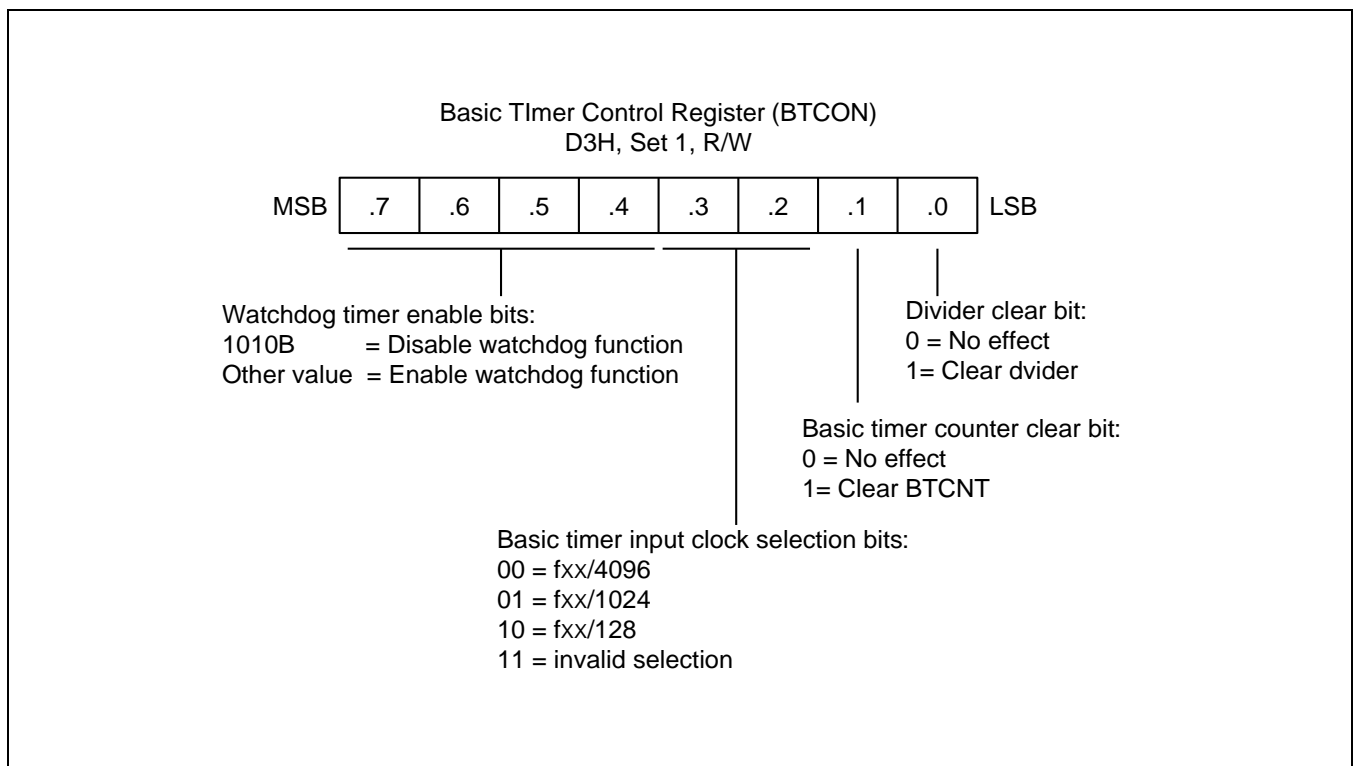 Basic TImer Control Register (BTCON)
D3H, Set 1, R/W
MSB .7 .6 .5 .4 .3 .2 .1 .0 LSB
Watchdog timer enable bits:
1010B = Disable watchdog function
Other value = Enable watchdog function
Divider clear bit:
0 = No effect
1= Clear dvider
Basic timer counter clear bit:
0 = No effect
1= Clear BTCNT
Basic timer input clock selection bits:
00 = fxx/4096
01 = fxx/1024
10 = fxx/128
11 = invalid selection